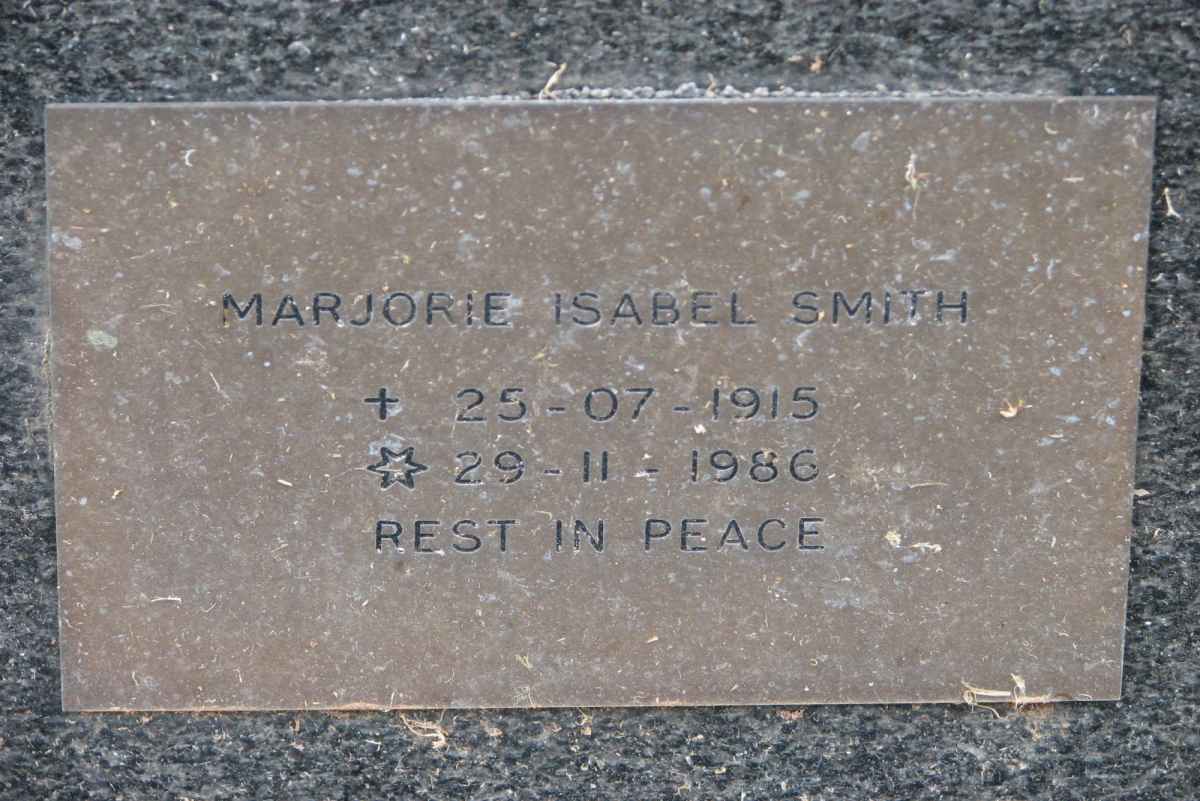 MARJORIE ISABEL SMITH
✝ 25-07-1915
✡ 29-11-1986
REST IN PEACE